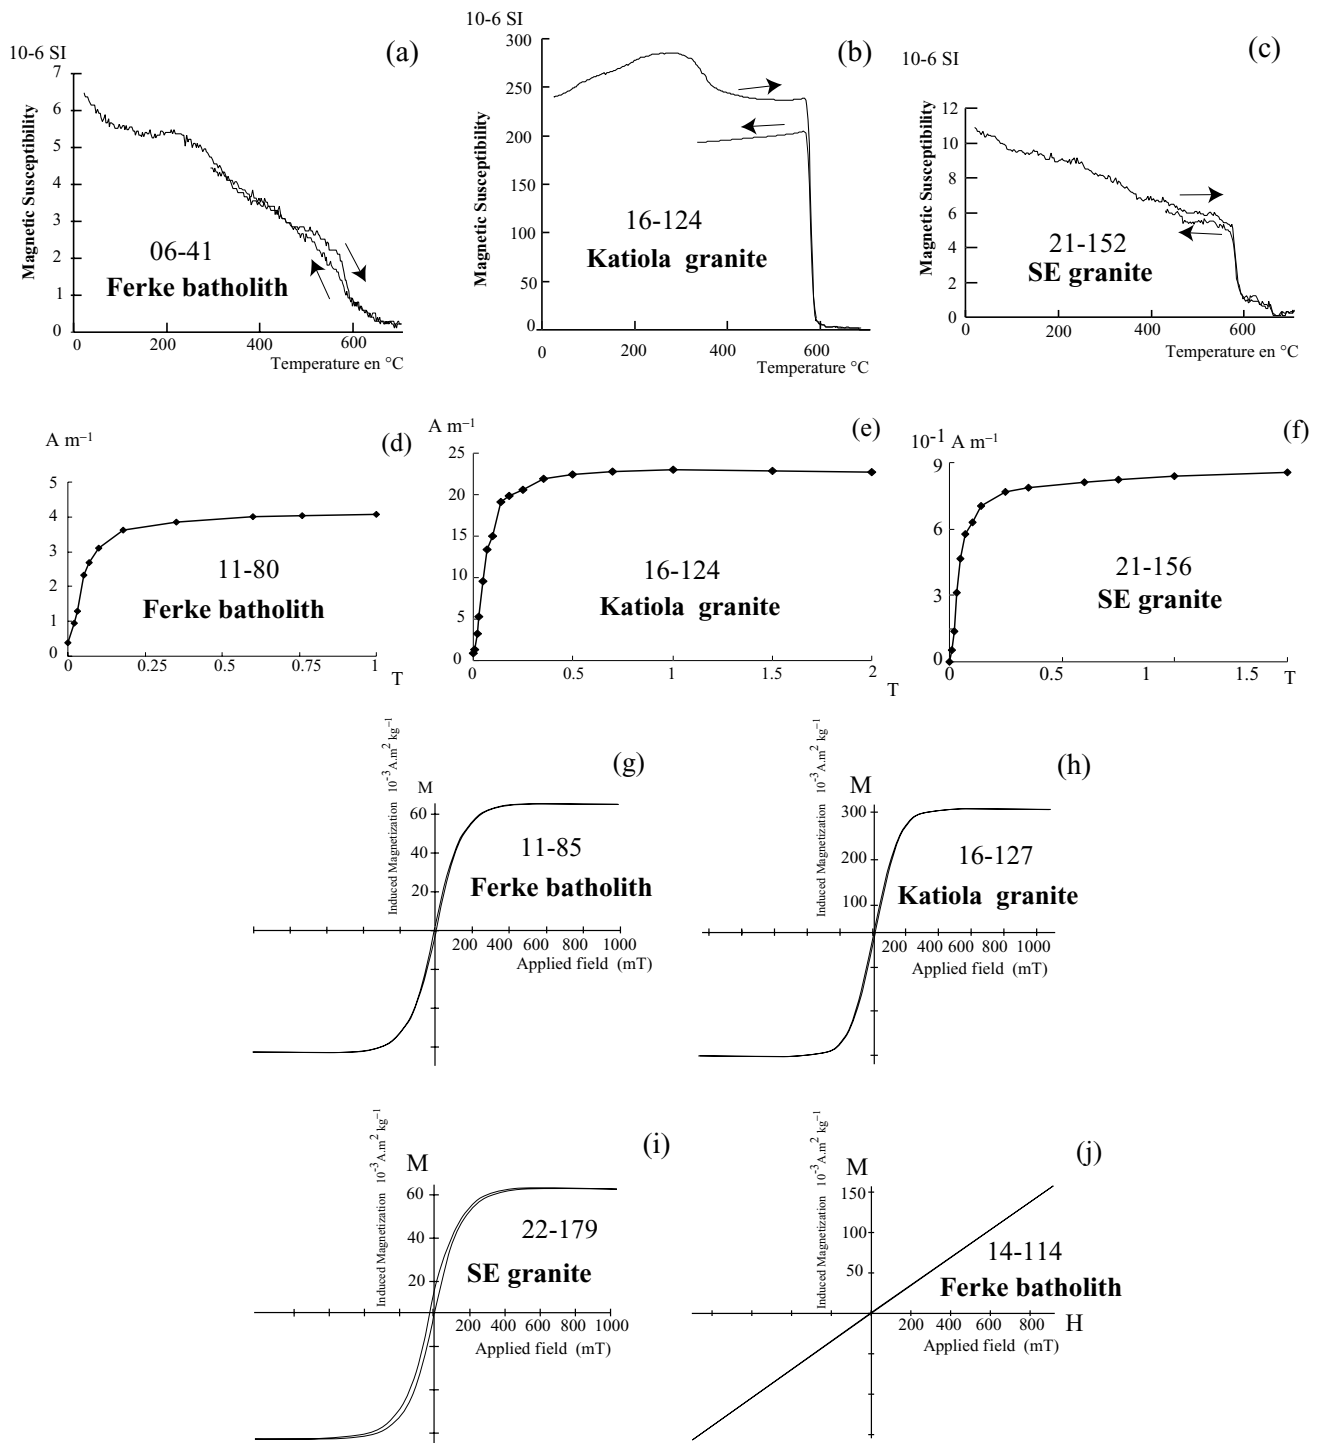 (a)
10-6 SI
7
6
5
4
3
2
1
0
Magnetic Susceptibility
06-41
Ferke batholith
0
200
400
600
Temperature en °C
10-6 SI
(b)
300
250
200
150
100
50
0
Magnetic Susceptibility
16-124
Katiola granite
0
200
400
600
Temperature °C
(c)
10-6 SI
12
10
8
6
4
2
0
Magnetic Susceptibility
21-152
SE granite
0
200
400
600
Temperature en °C
A m–1
(d)
5
4
3
2
1
0
11-80
Ferke batholith
0
0.25
0.5
0.75
1
T
A m–1
(e)
25
20
15
10
5
0
16-124
Katiola granite
0
0.5
1
1.5
2
T
10-1 A m–1
(f)
9
6
3
0
21-156
SE granite
0
0.5
1
1.5
T
Induced Magnetization 10-3 A.m2 kg–1
(g)
M
60
40
20
11-85
Ferke batholith
200 400 600 800 1000
Applied field (mT)
Induced Magnetization 10-3 A.m2 kg–1
(h)
M
300
200
100
16-127
Katiola granite
200 400 600 800 1000
Applied field (mT)
Induced Magnetization 10-3 A.m2 kg–1
(i)
M
60
40
20
22-179
SE granite
200 400 600 800 1000
Applied field (mT)
Induced Magnetization 10-3 A.m2 kg–1
(j)
M
150
100
50
14-114
Ferke batholith
H
200 400 600 800
Applied field (mT)